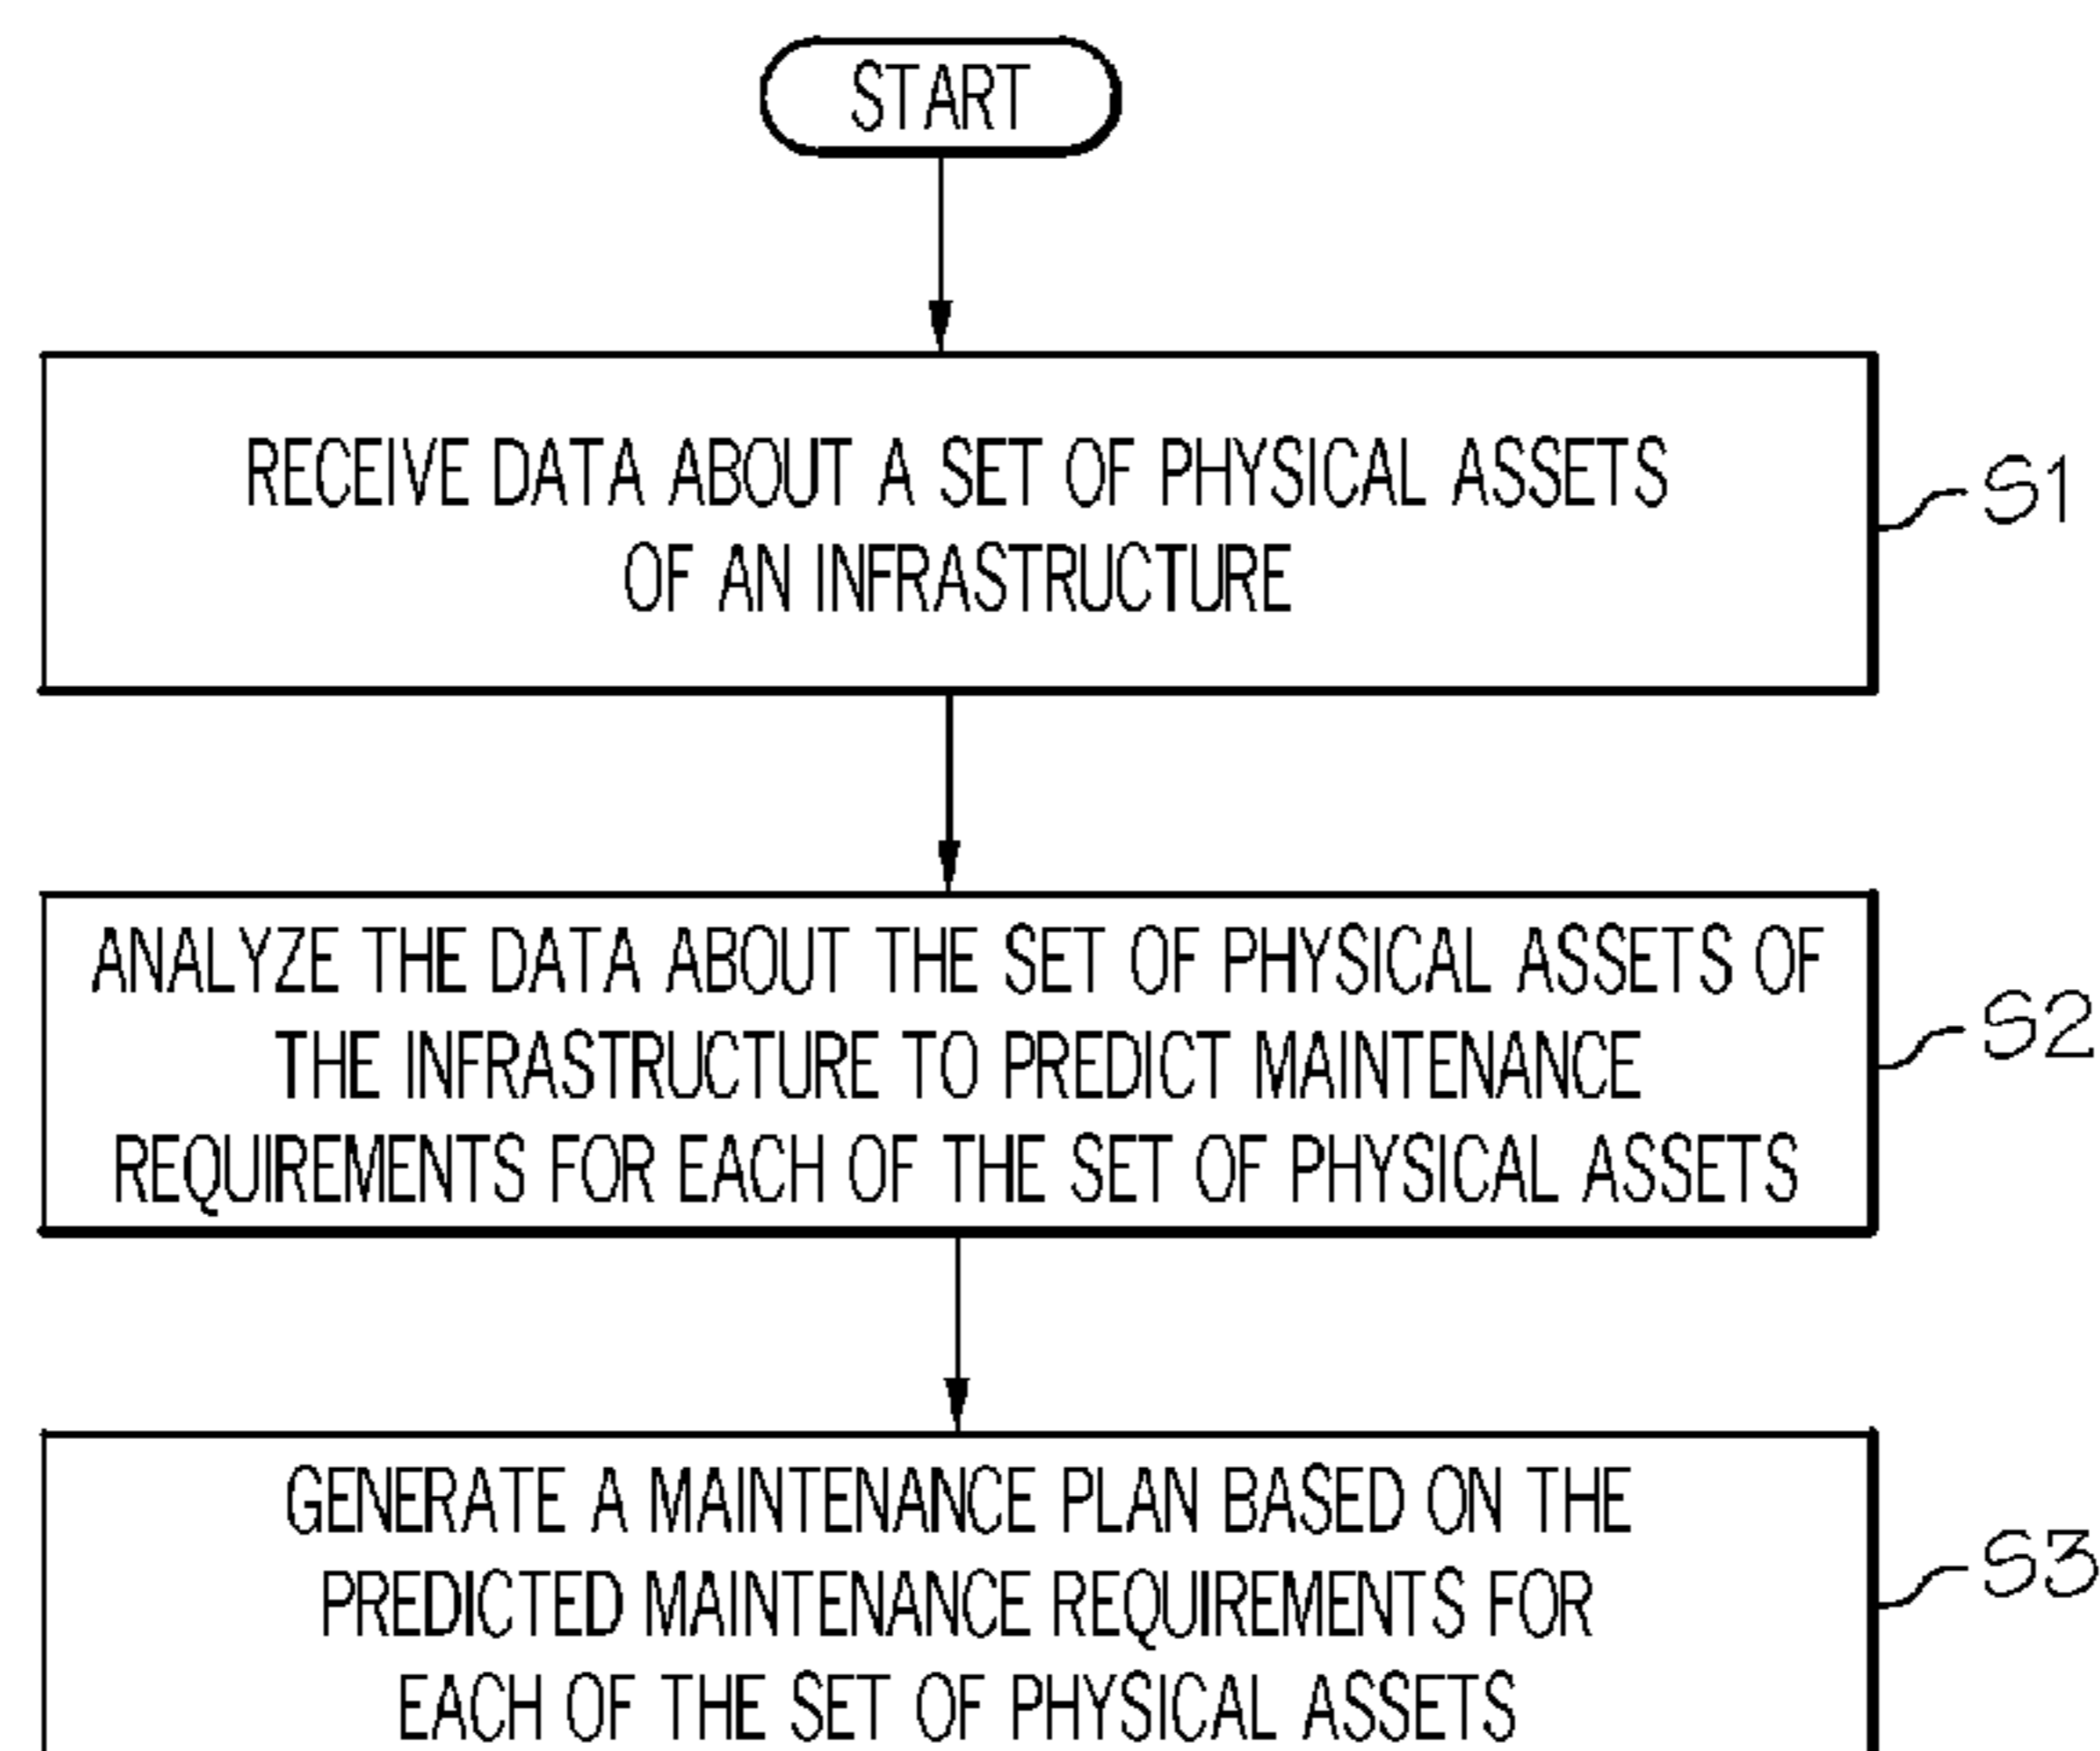 START
RECEIVE DATA ABOUT A SET OF PHYSICAL ASSETS
OF AN INFRASTRUCTURE
S1
ANALYZE THE DATA ABOUT THE SET OF PHYSICAL ASSETS OF
THE INFRASTRUCTURE TO PREDICT MAINTENANCE
REQUIREMENTS FOR EACH OF THE SET OF PHYSICAL ASSETS
S2
GENERATE A MAINTENANCE PLAN BASED ON THE
PREDICTED MAINTENANCE REQUIREMENTS FOR
EACH OF THE SET OF PHYSICAL ASSETS
S3